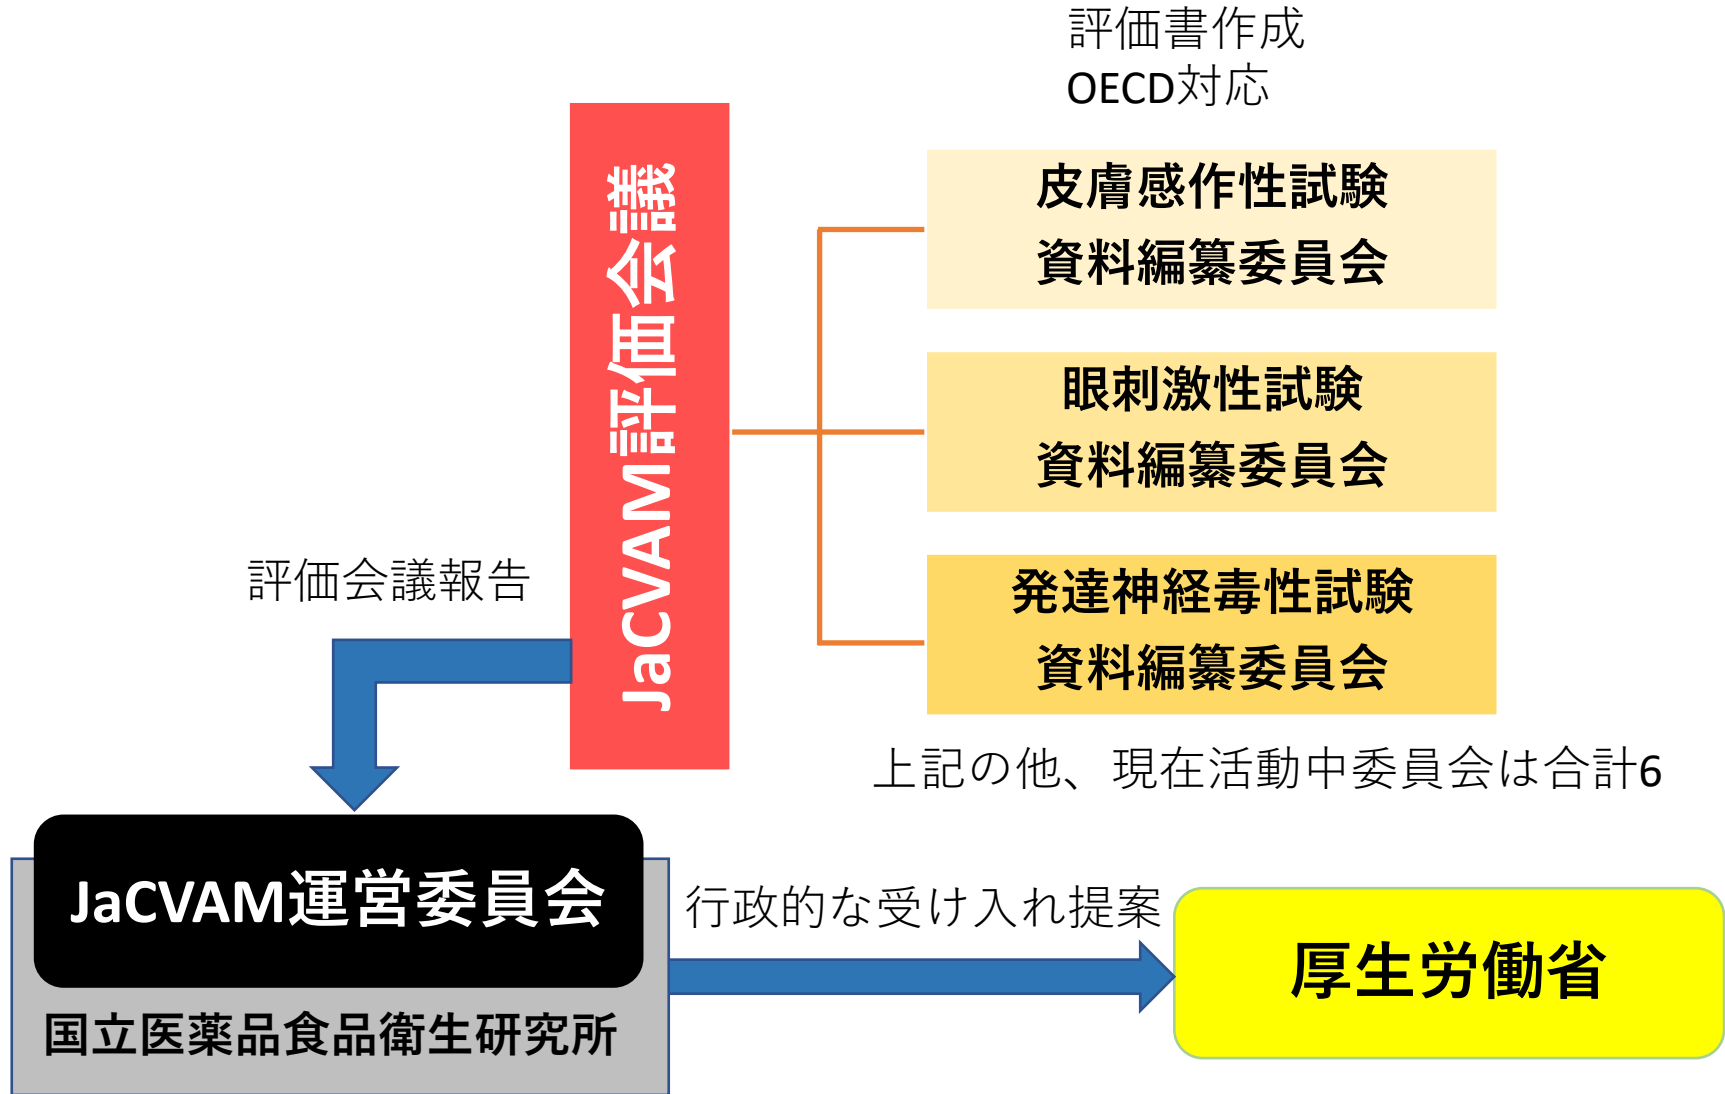 評価書作成
OECD対応
JaCVAM評価会議
皮膚感作性試験
資料編纂委員会
眼刺激性試験
資料編纂委員会
発達神経毒性試験
資料編纂委員会
上記の他、現在活動中委員会は合計6
評価会議報告
JaCVAM運営委員会
国立医薬品食品衛生研究所
行政的な受け入れ提案
厚生労働省